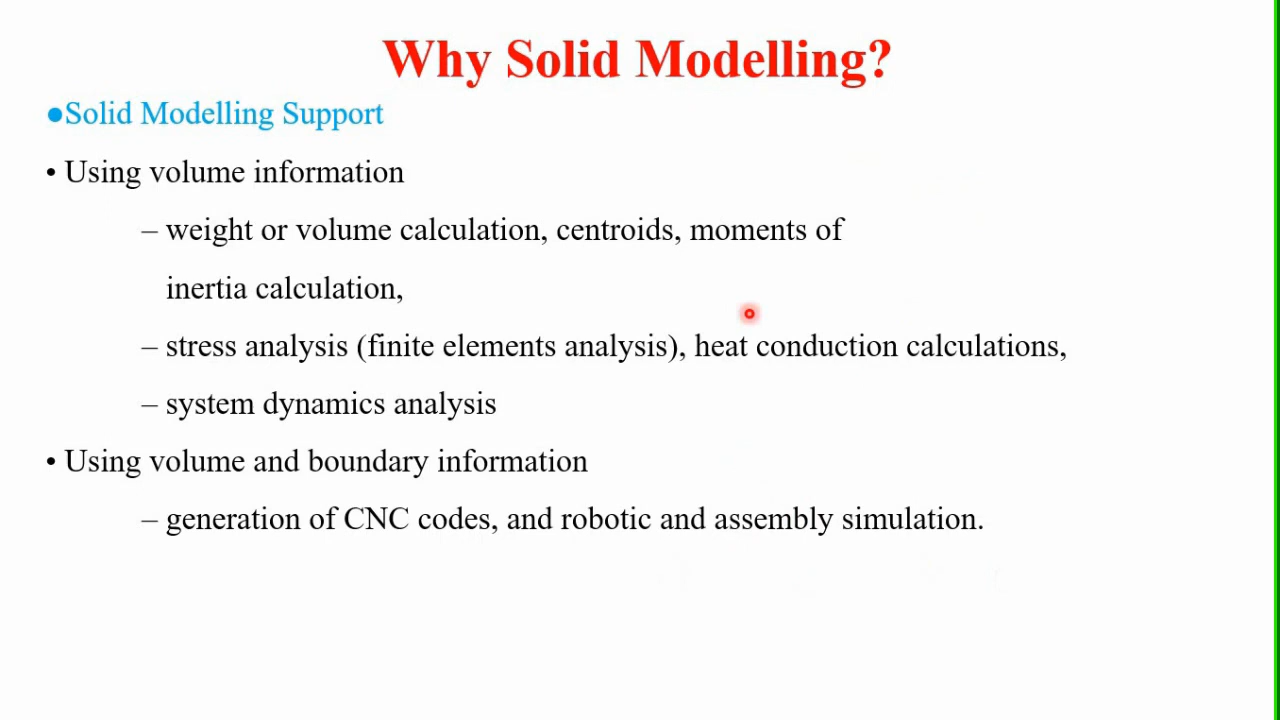 Why Solid Modelling?
●Solid Modelling Support
• Using volume information
– weight or volume calculation, centroids, moments of
inertia calculation,
– stress analysis (finite elements analysis), heat conduction calculations,
– system dynamics analysis
• Using volume and boundary information
– generation of CNC codes, and robotic and assembly simulation.